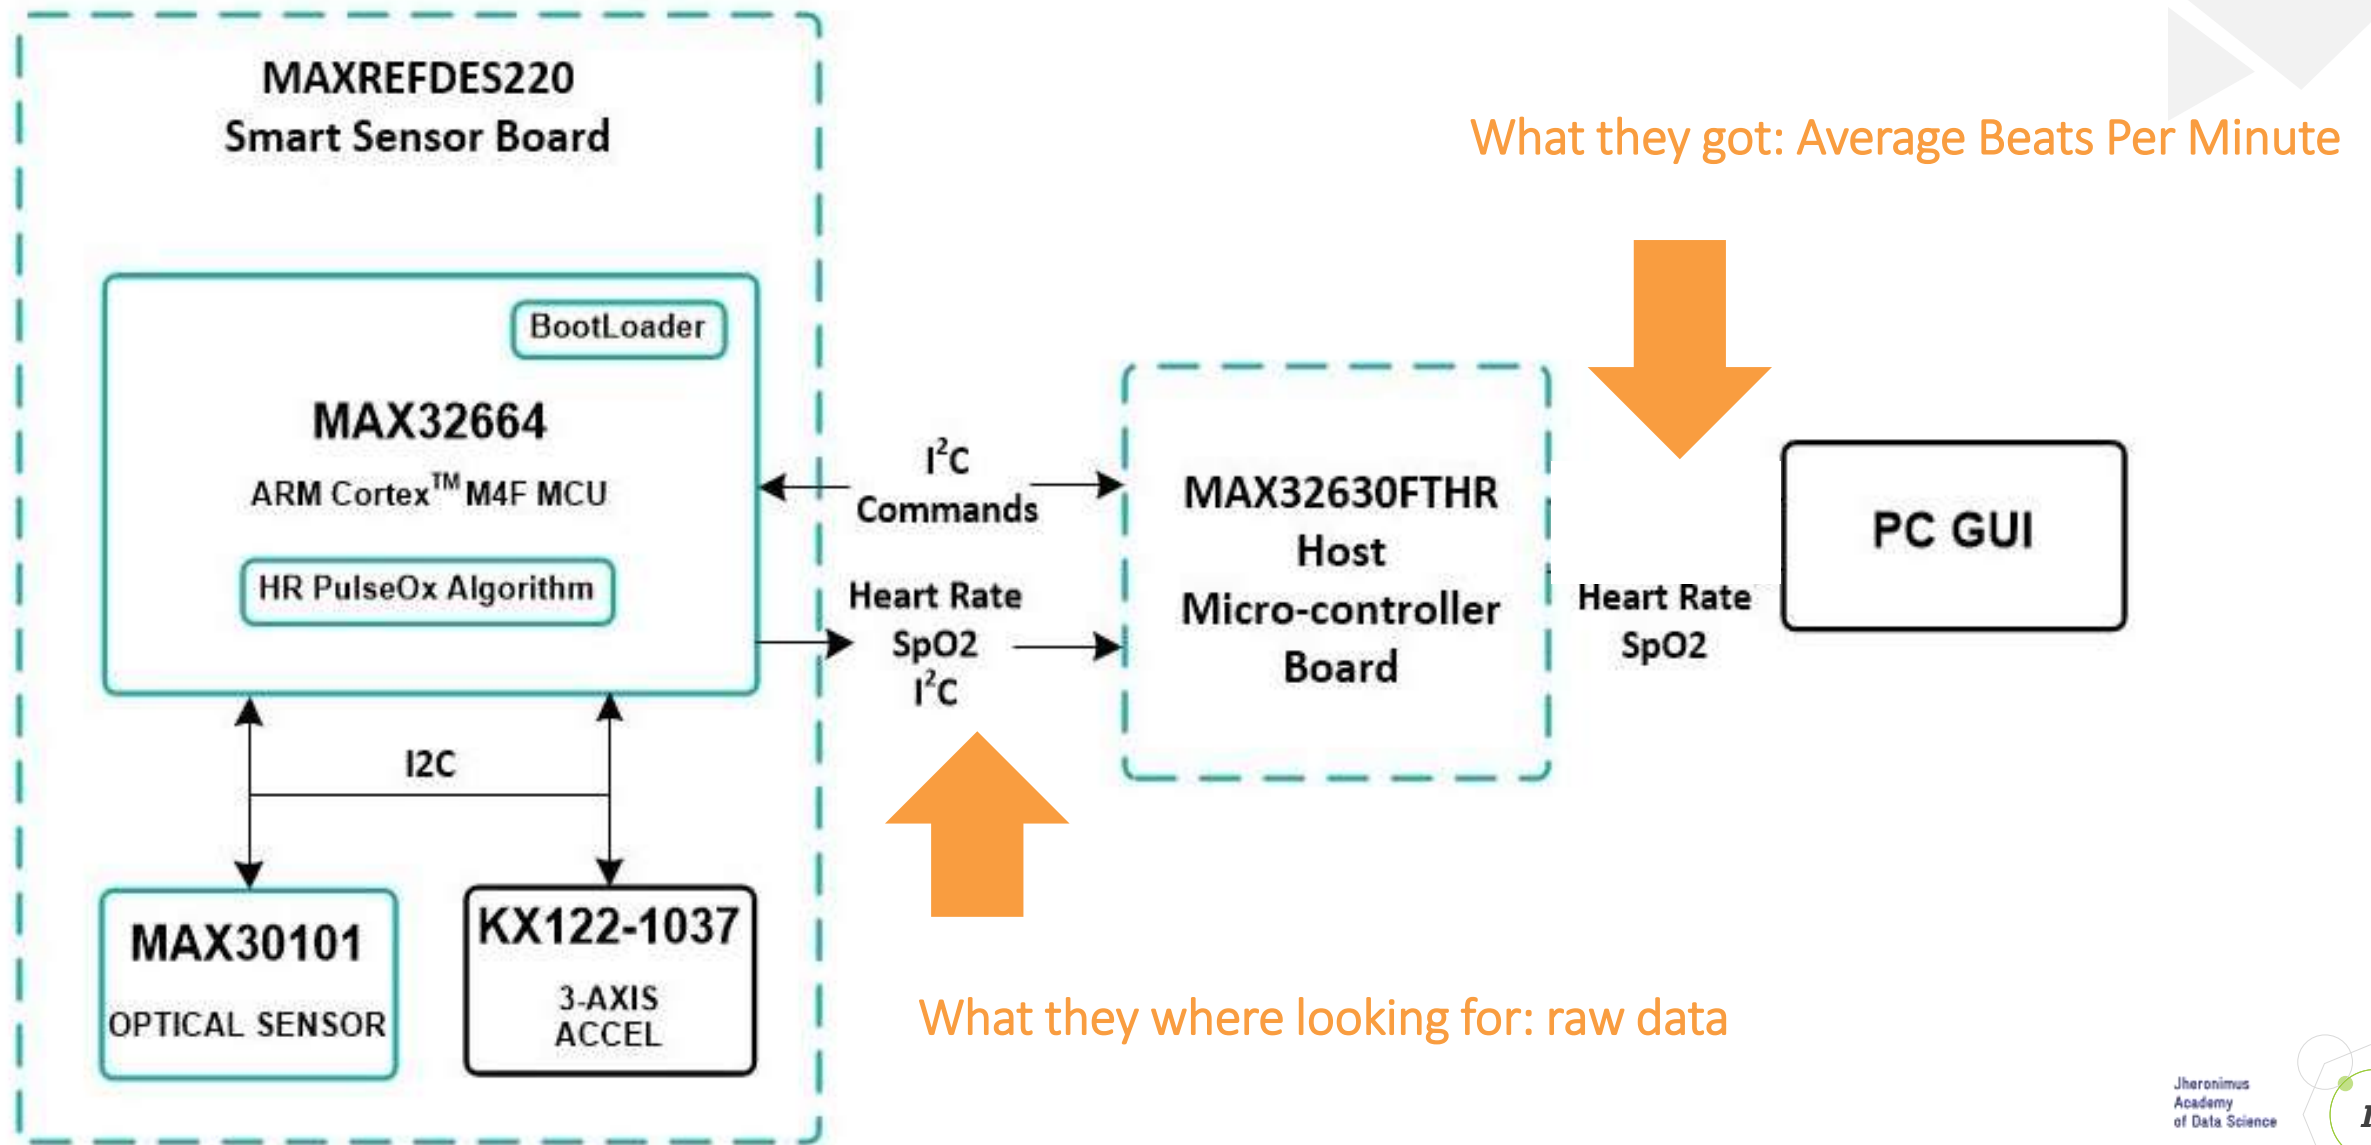 MAXREFDES220
Smart Sensor Board
What they got: Average Beats Per Minute
BootLoader
MAX32664
ARM Cortex™ M4F MCU
HR PulseOx Algorithm
I²C
Commands
Heart Rate
SpO2
I²C
MAX32630FTHR
Host
Micro-controller
Board
Heart Rate
SpO2
PC GUI
I2C
MAX30101
OPTICAL SENSOR
KX122-1037
3-AXIS
ACCEL
What they where looking for: raw data
Jheronimus
Academy
of Data Science